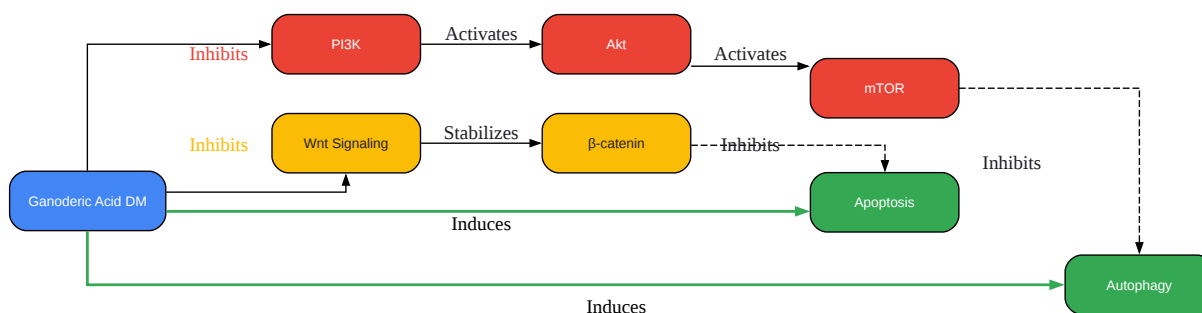 Inhibits
PI3K
Activates
Akt
Activates
mTOR
Inhibits
Wnt Signaling
Stabilizes
β-catenin
Inhibits
Inhibits
Ganoderic Acid DM
Induces
Apoptosis
Induces
Autophagy